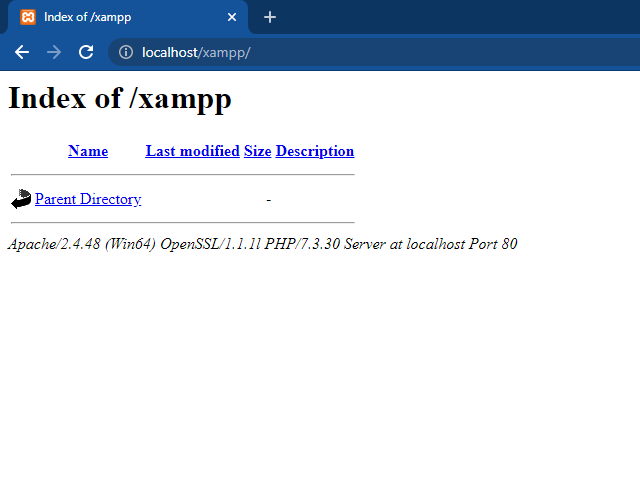 Index of /xampp
localhost/xampp/
Index of /xampp
Name Last modified Size Description
Parent Directory -
Apache/2.4.48 (Win64) OpenSSL/1.1.1l PHP/7.3.30 Server at localhost Port 80